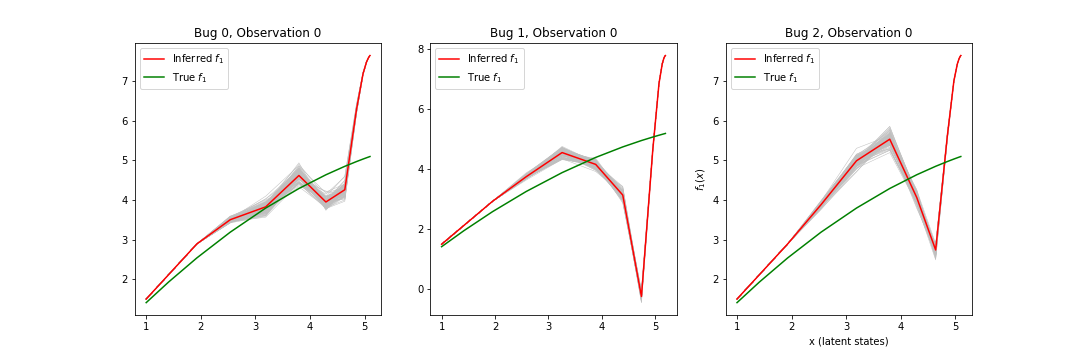 Bug 0, Observation 0
Inferred f₁
True f₁
7
6
5
4
3
2
1 2 3 4 5
Bug 1, Observation 0
Inferred f₁
True f₁
8
6
4
2
0
1 2 3 4 5
Bug 2, Observation 0
Inferred f₁
True f₁
f₁(x)
7
6
5
4
3
2
1 2 3 4 5
x (latent states)